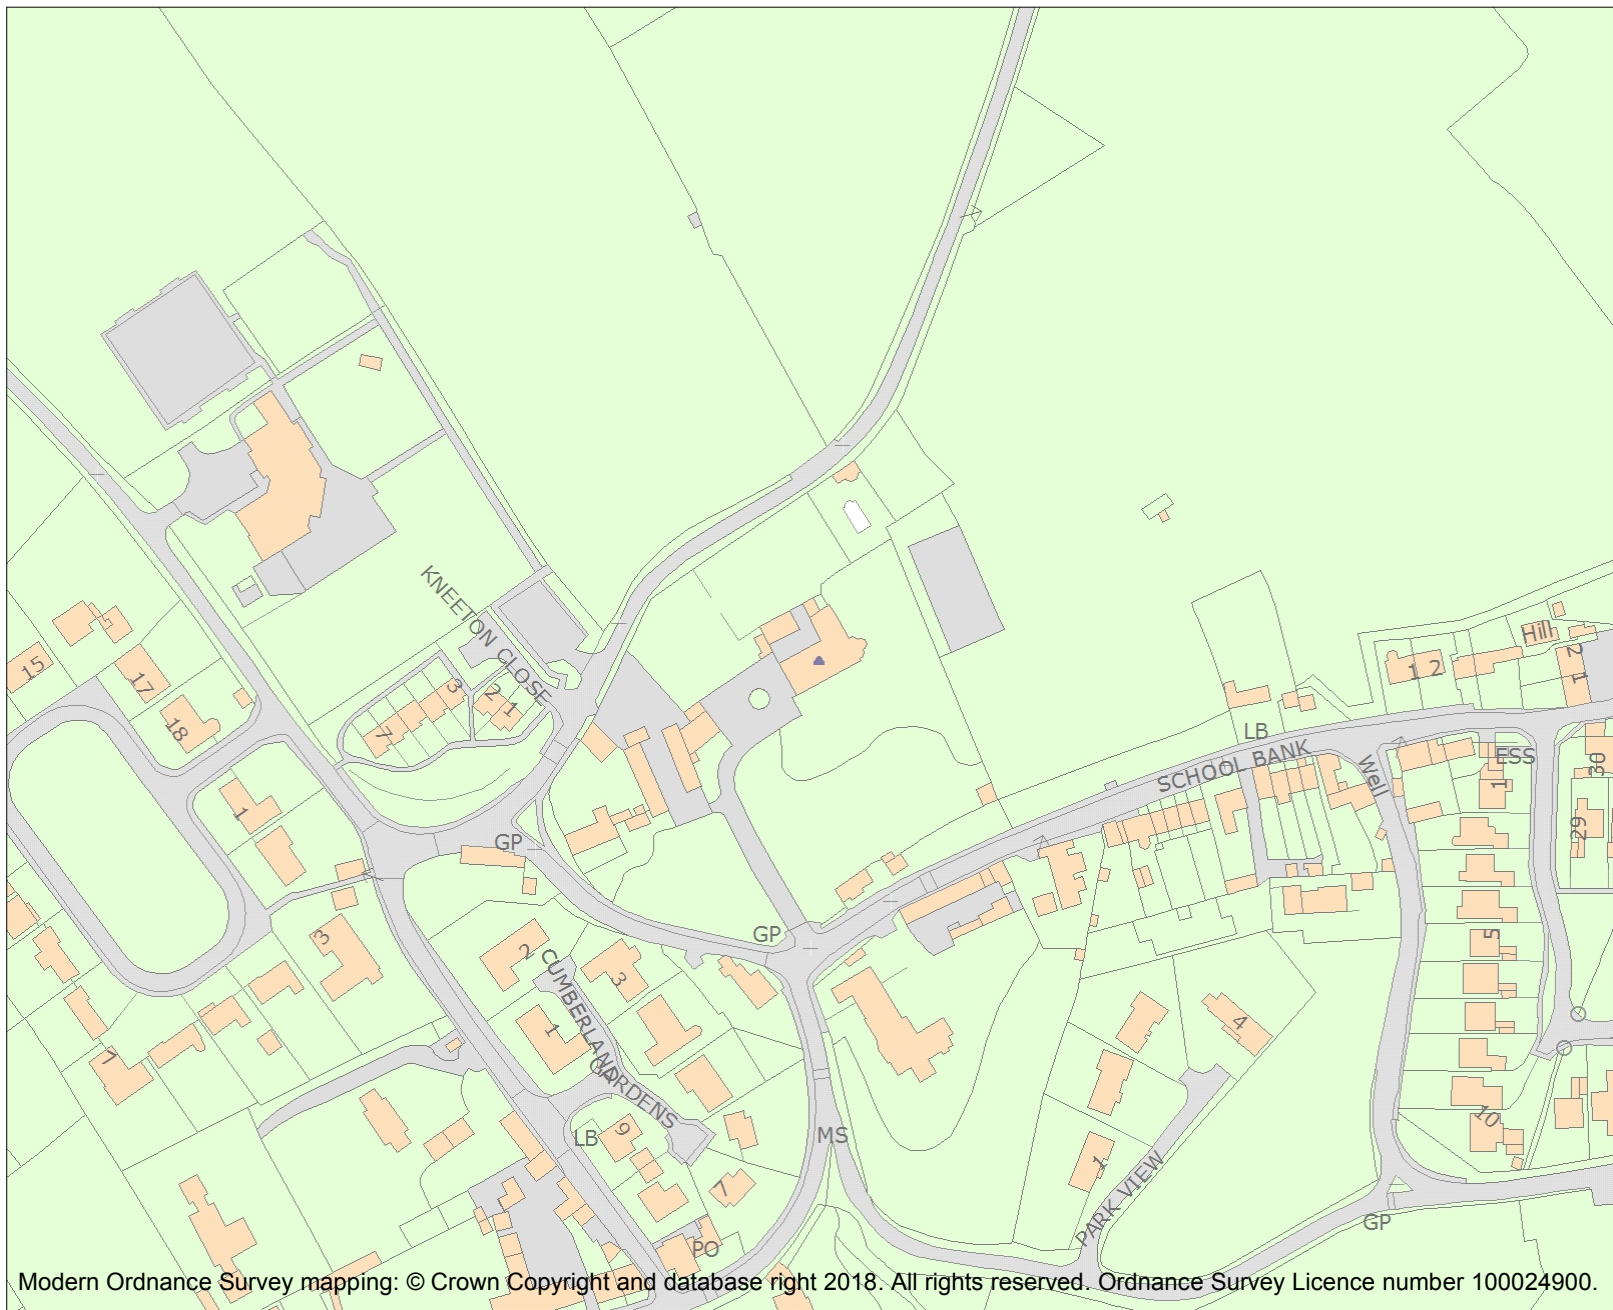 KNEETON CLOSE
15
17
18
3
2
1
7
Hill
1 2
2
1
LB
SCHOOL BANK
ESS
Well
1
30
29
1
GP
GP
3
2
3
CUMBERLAND
GARDENS
1
5
4
7
10
LB
9
MS
1
PARK VIEW
7
GP
PO
Modern Ordnance Survey mapping: © Crown Copyright and database right 2018. All rights reserved. Ordnance Survey Licence number 100024900.